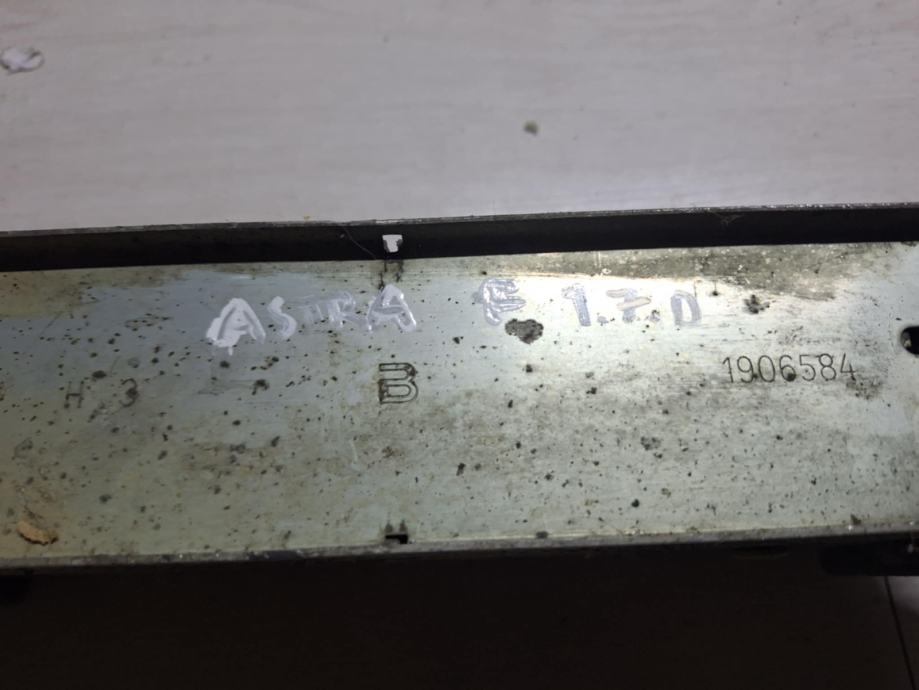 ASTRA F 1.7.D
H 3
B
1906584